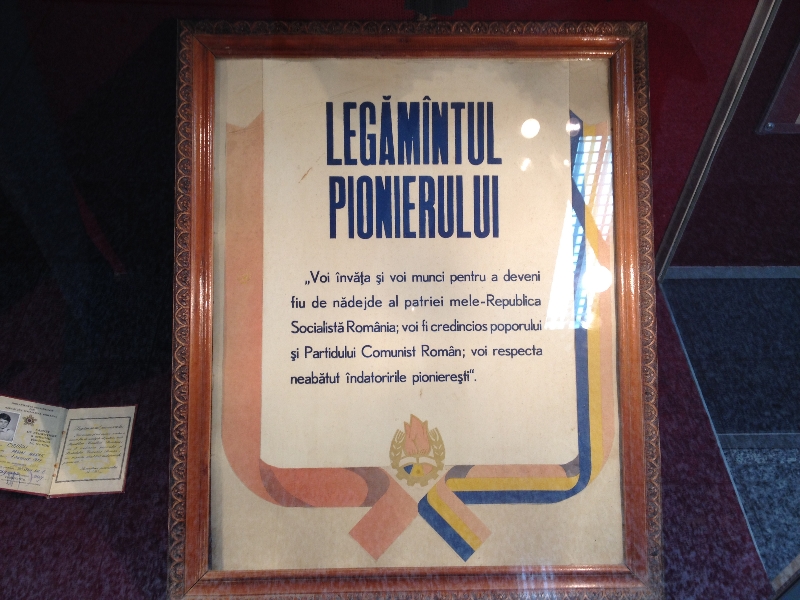 LEGĂMÎNTUL
PIONIERULUI
„Voi învăța și voi munci pentru a deveni
fiu de nădejde al patriei mele-Republica
Socialistă România; voi fi credincios poporului
și Partidului Comunist Român; voi respecta
neabătut îndatoririle pionierești“.